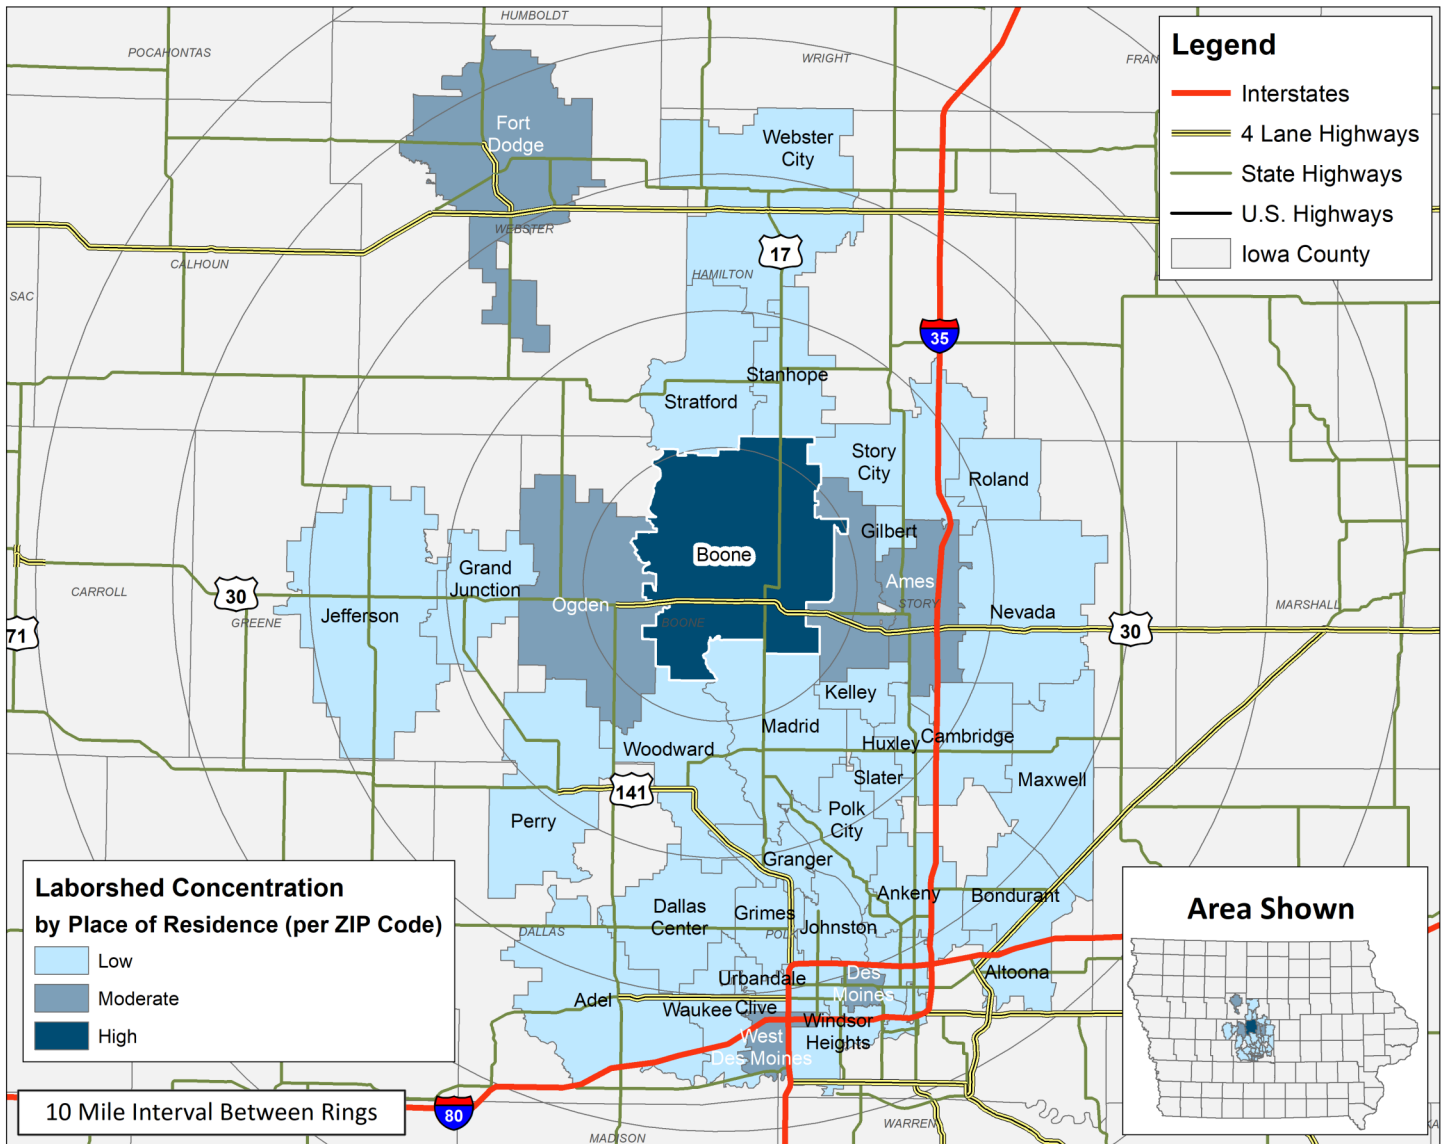 HUMBOLDT
POCAHONTAS
WRIGHT
FRAN
Legend
Interstates
4 Lane Highways
State Highways
U.S. Highways
Iowa County
Fort
Dodge
Webster
City
WEBSTER
CALHOUN
17
HAMILTON
SAC
35
Stanhope
Stratford
Story
City
Roland
Gilbert
Boone
Grand
Junction
Ames
CARROLL
30
Ogden
STORY
Nevada
MARSHALL
GREENE
Jefferson
BOONE
30
71
Kelley
Madrid
Woodward
Huxley
Cambridge
Slater
Maxwell
141
Polk
City
Perry
Granger
Ankeny
Bondurant
Dallas
Center
Grimes
Johnston
DALLAS
POLK
Urbandale
Des
Moines
Altoona
Adel
Waukee
Clive
Windsor
Heights
West
Des Moines
80
WARREN
MADISON
Laborshed Concentration
by Place of Residence (per ZIP Code)
Low
Moderate
High
10 Mile Interval Between Rings
Area Shown